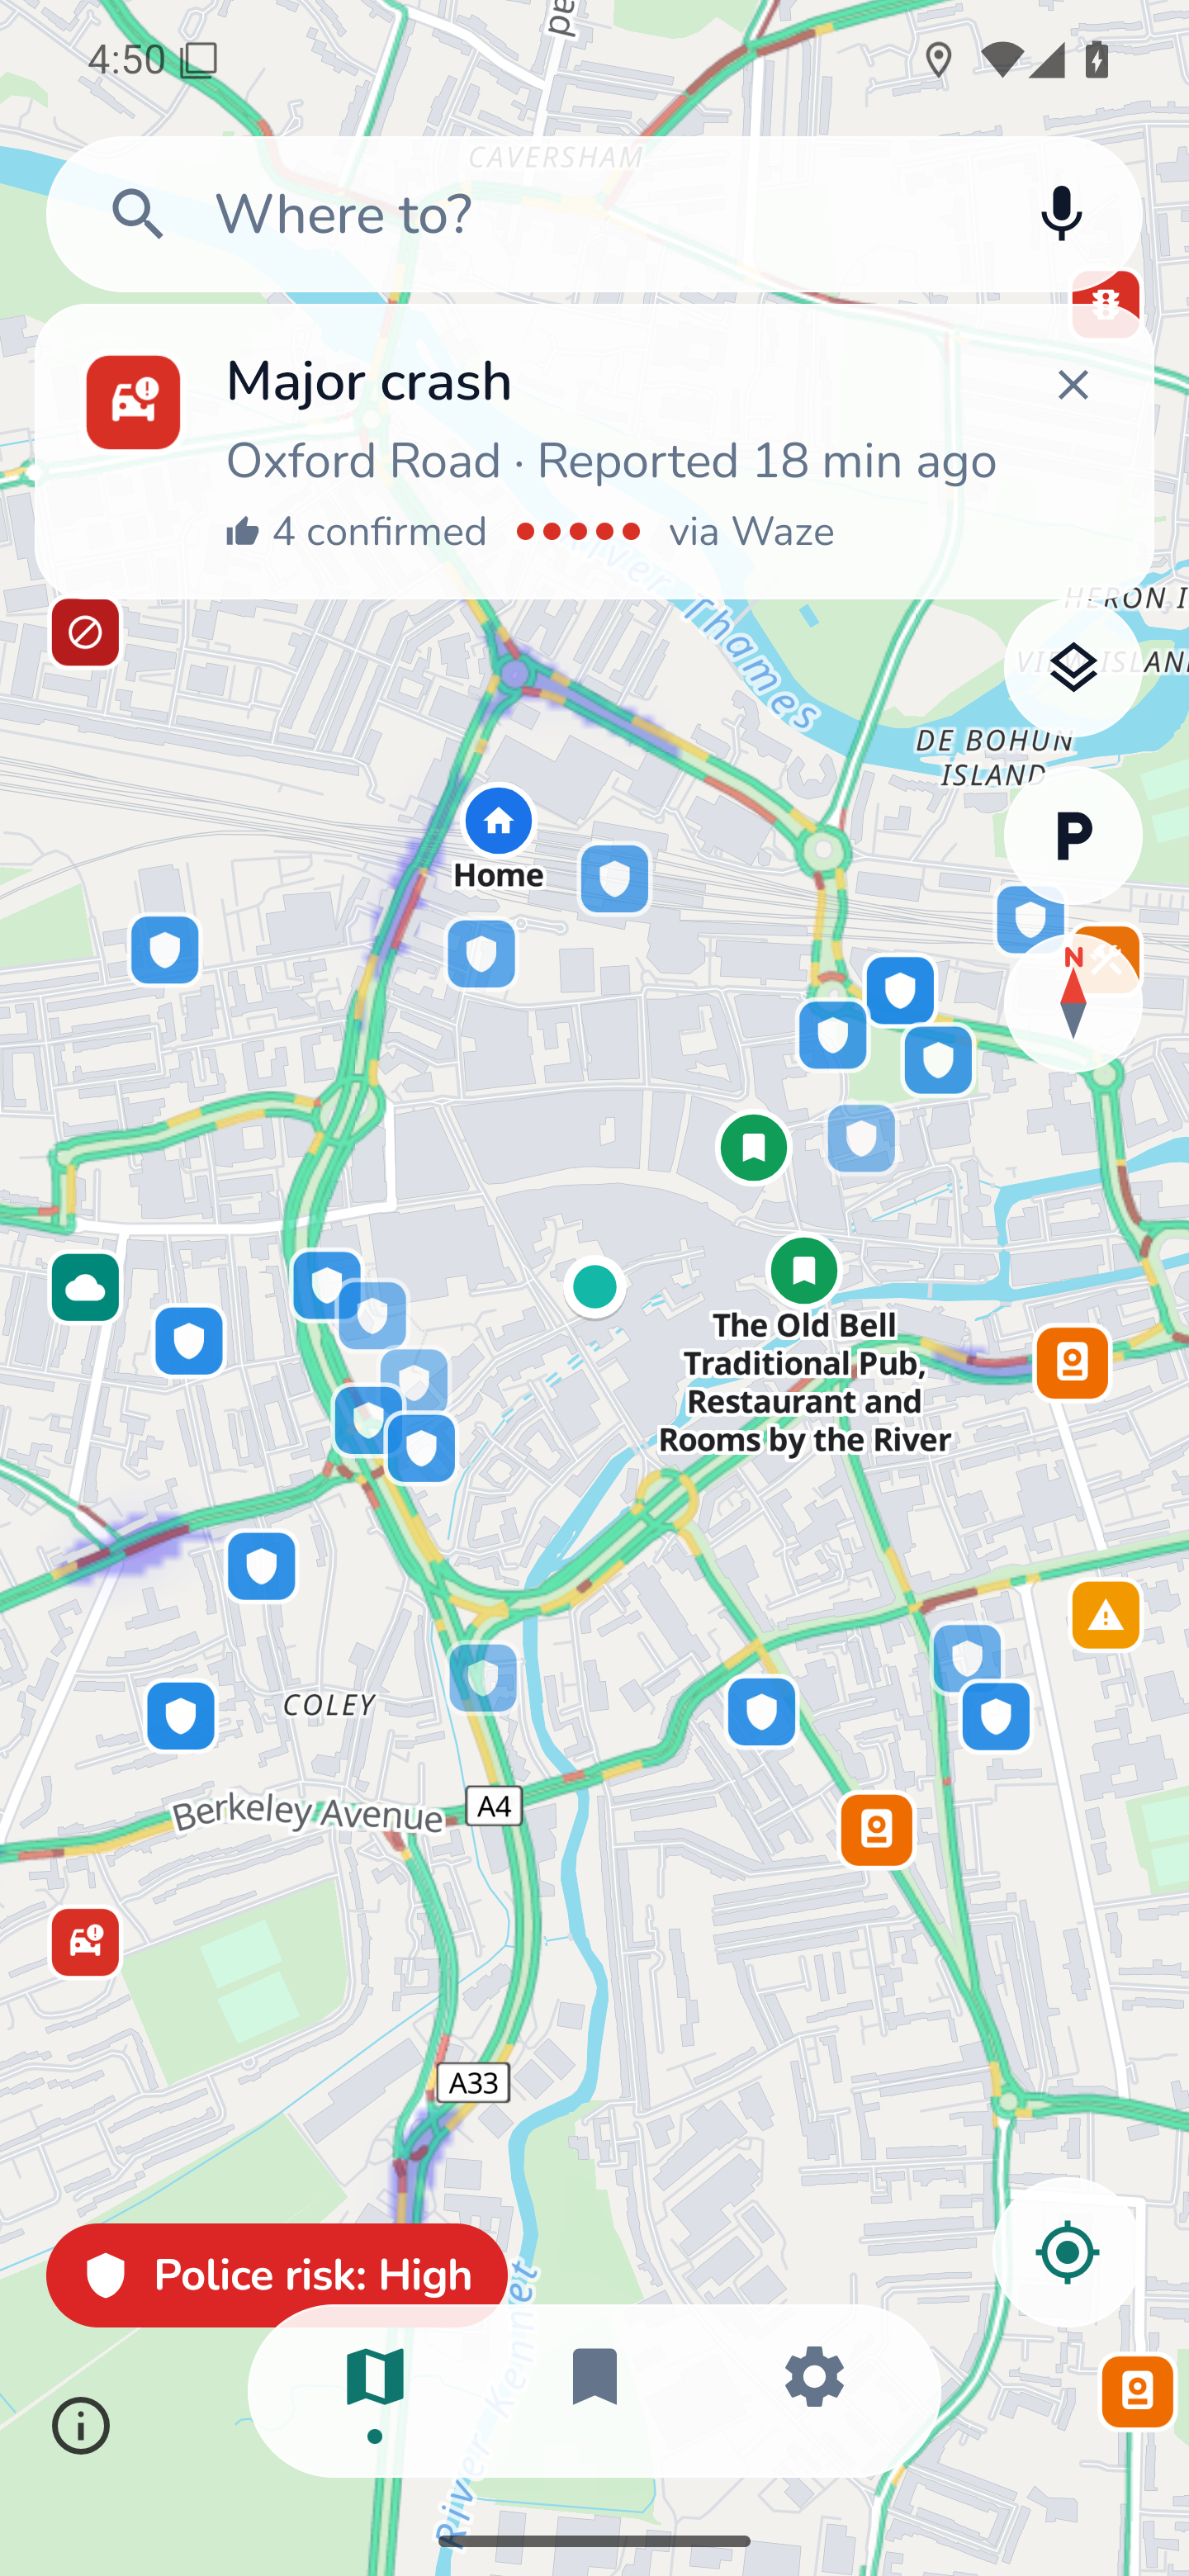 4:50
CAVERSHAM
Where to?
Major crash
Oxford Road · Reported 18 min ago
4 confirmed
via Waze
River Thames
DE BOHUN
ISLAND
N
P
Home
The Old Bell
Traditional Pub,
Restaurant and
Rooms by the River
COLEY
Berkeley Avenue
A4
A33
Police risk: High
River Kennet